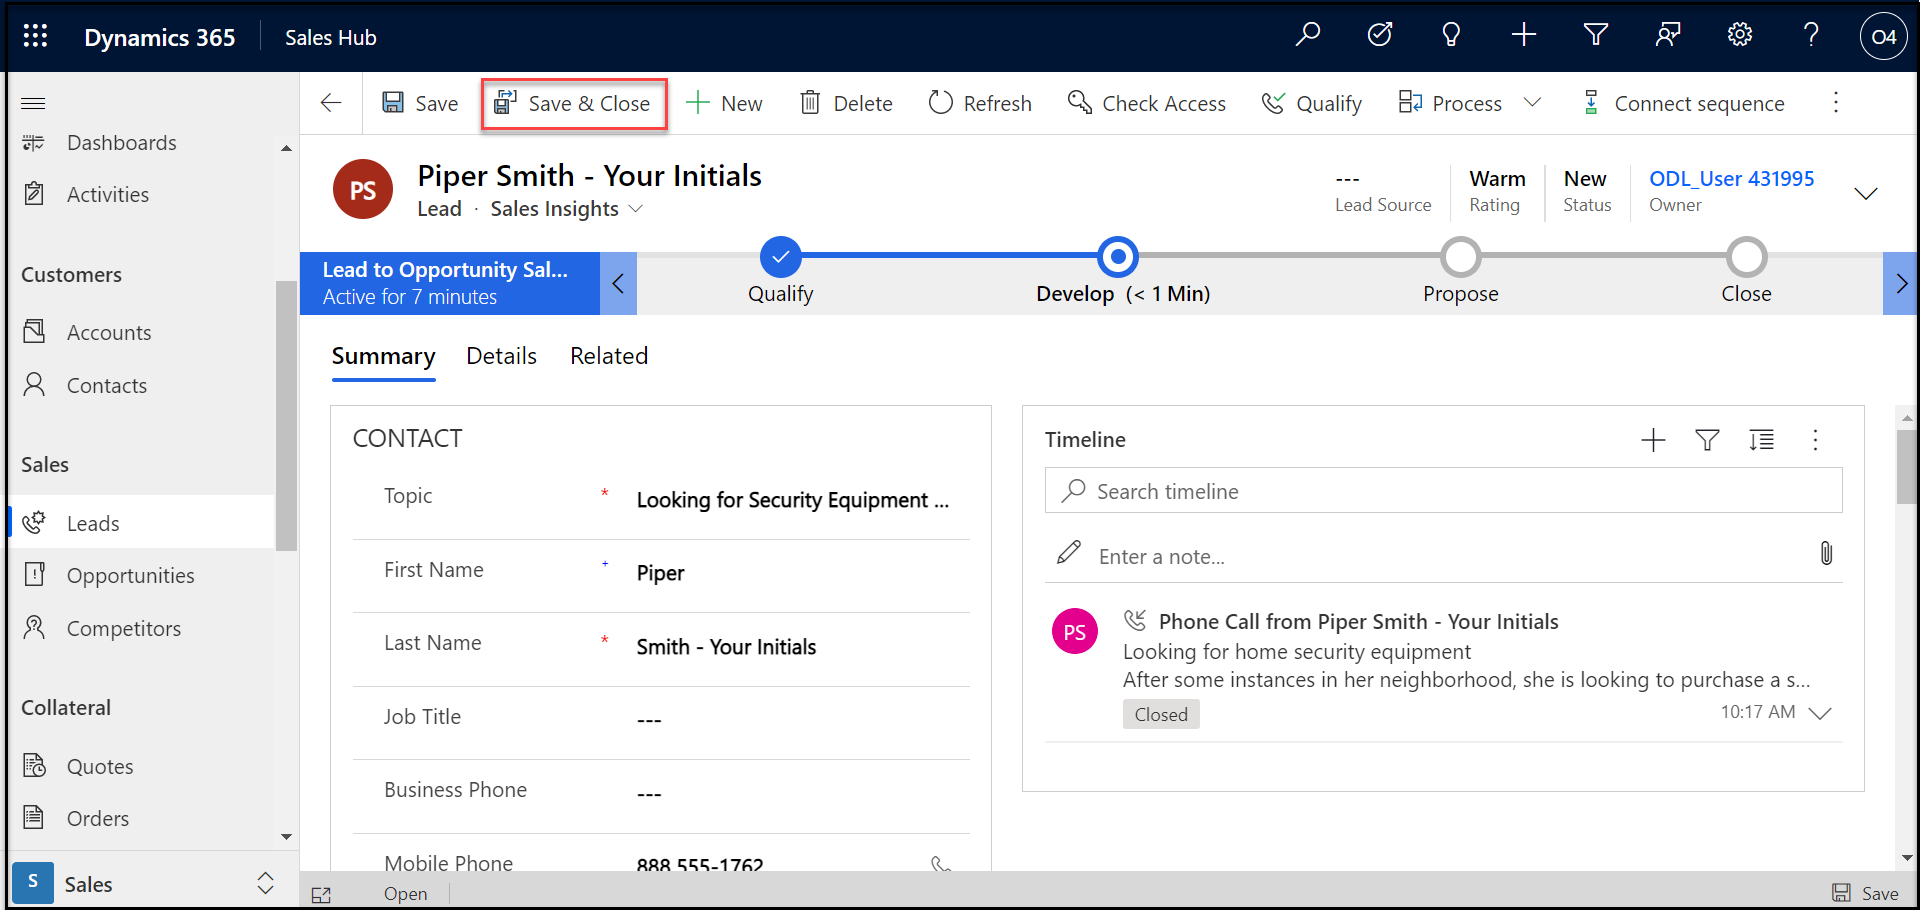 Dynamics 365
Sales Hub
O4
Save
Save & Close
New
Delete
Refresh
Check Access
Qualify
Process
Connect sequence
Dashboards
Activities
Customers
Accounts
Contacts
Sales
Leads
Opportunities
Competitors
Collateral
Quotes
Orders
S
Sales
PS
Piper Smith - Your Initials
Lead · Sales Insights
---
Lead Source
Warm
Rating
New
Status
ODL_User 431995
Owner
Lead to Opportunity Sal...
Active for 7 minutes
Qualify
Develop (< 1 Min)
Propose
Close
Summary
Details
Related
CONTACT
Topic * Looking for Security Equipment ...
First Name + Piper
Last Name * Smith - Your Initials
Job Title ---
Business Phone ---
Mobile Phone 888 555-1762
Timeline
Search timeline
Enter a note...
PS
Phone Call from Piper Smith - Your Initials
Looking for home security equipment
After some instances in her neighborhood, she is looking to purchase a s...
Closed
10:17 AM
Open
Save